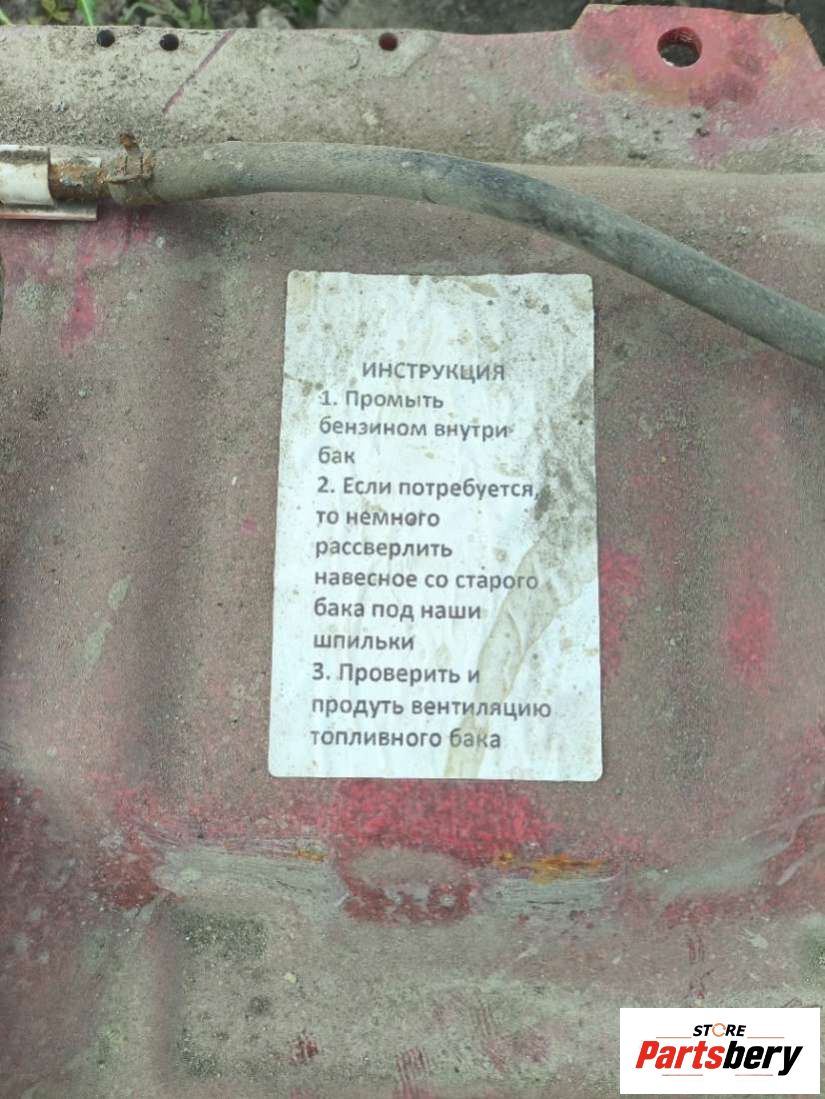 ИНСТРУКЦИЯ
1. Промыть
бензином внутри
бак
2. Если потребуется,
то немного
рассверлить
навесное со старого
бака под наши
шпильки
3. Проверить и
продуть вентиляцию
топливного бака
STORE
Partsbery